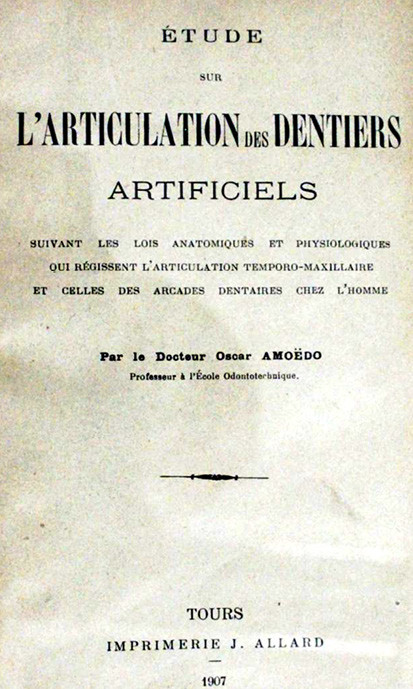 ÉTUDE
SUR
L'ARTICULATION DES DENTIERS
ARTIFICIELS
SUIVANT LES LOIS ANATOMIQUES ET PHYSIOLOGIQUES
QUI RÉGISSENT L'ARTICULATION TEMPORO-MAXILLAIRE
ET CELLES DES ARCADES DENTAIRES CHEZ L'HOMME
Par le Docteur Oscar AMOËDO
Professeur à l'École Odontotechnique.
TOURS
IMPRIMERIE J. ALLARD
1907